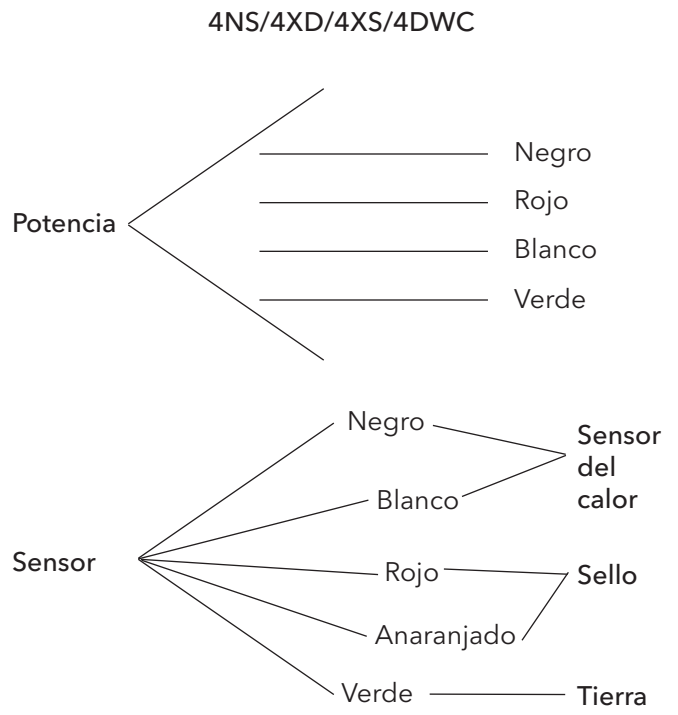 4NS/4XD/4XS/4DWC
Potencia
Negro
Rojo
Blanco
Verde
Sensor
Negro
Blanco
Rojo
Anaranjado
Verde
Sensor
del
calor
Sello
Tierra